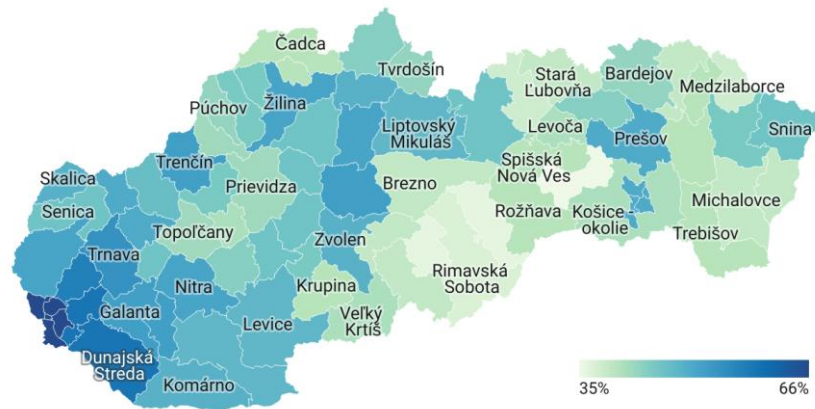 Čadca
Tvrdošín
Stará
Ľubovňa
Bardejov
Medzilaborce
Púchov
Žilina
Liptovský
Mikuláš
Levoča
Prešov
Snina
Trenčín
Spišská
Nová Ves
Skalica
Prievidza
Brezno
Michalovce
Senica
Rožňava
Košice -
okolie
Topoľčany
Trnava
Zvolen
Trebišov
Rimavská
Sobota
Nitra
Krupina
Galanta
Levice
Veľký
Krtíš
Dunajská
Streda
Komárno
35%
66%